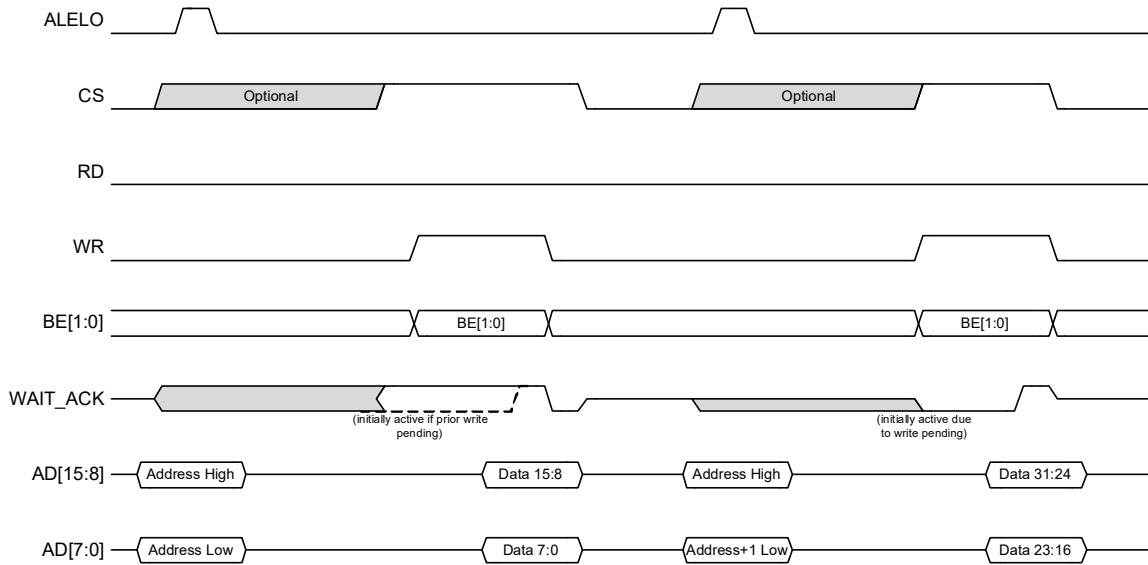 ALELO
CS
Optional
Optional
RD
WR
BE[1:0]
BE[1:0]
BE[1:0]
WAIT_ACK
(initially active if prior write
pending)
(initially active due
to write pending)
AD[15:8]
Address High
Data 15:8
Address High
Data 31:24
AD[7:0]
Address Low
Data 7:0
Address+1 Low
Data 23:16